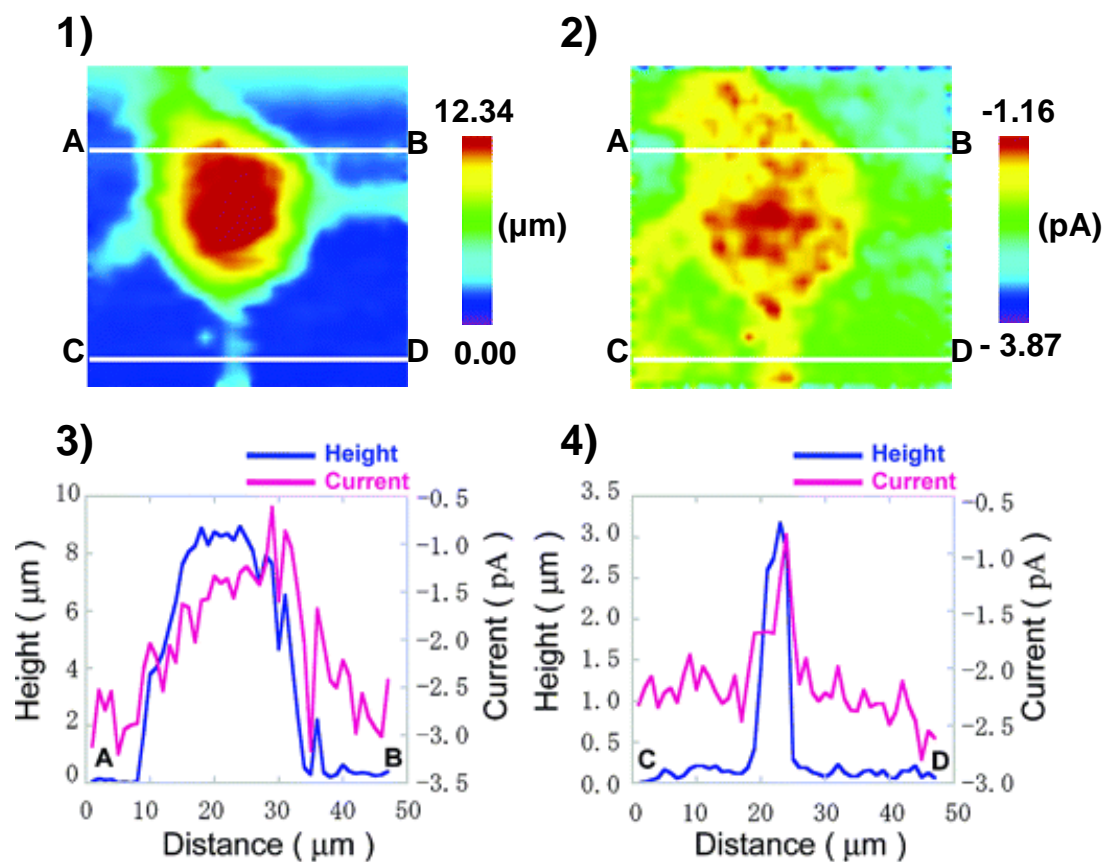 1)
2)
12.34
-1.16
A
B
A
B
(μm)
(pA)
C
D
C
D
0.00
- 3.87
3)
4)
Height
Current
Height
Current
10
8
6
4
2
0
Height ( μm )
-0.5
-1.0
-1.5
-2.0
-2.5
-3.0
-3.5
Current ( pA )
A
B
0 10 20 30 40 50
Distance ( μm )
3.5
3.0
2.5
2.0
1.5
1.0
0.5
0.0
Height ( μm )
-0.5
-1.0
-1.5
-2.0
-2.5
-3.0
Current ( pA )
C
D
0 10 20 30 40 50
Distance ( μm )